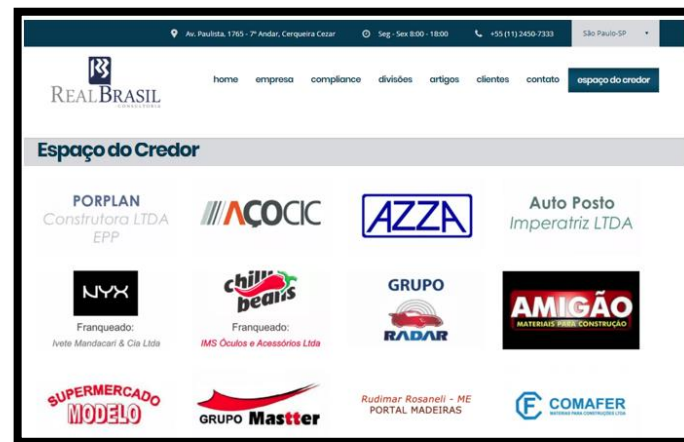 Av. Paulista, 1765 - 7º Andar, Cerqueira Cezar
Seg - Sex 8:00 - 18:00
+55 (11) 2450-7333
São Paulo-SP
REALBRASIL
CONSULTORIA
home empresa compliance divisões artigos clientes contato espaço do credor
Espaço do Credor
PORPLAN
Construtora LTDA
EPP
AÇOCIC
AZZA
Auto Posto
Imperatriz LTDA
NYX
Franqueado:
Ivete Mandacari & Cia Ltda
chilli
beans
Franqueado:
IMS Óculos e Acessórios Ltda
GRUPO
RADAR
AMIGÃO
MATERIAIS PARA CONSTRUÇÃO
SUPERMERCADO
MODELO
GRUPO Mastter
Rudimar Rosaneli - ME
PORTAL MADEIRAS
COMAFER
MATERIAIS PARA CONSTRUÇÕES LTDA